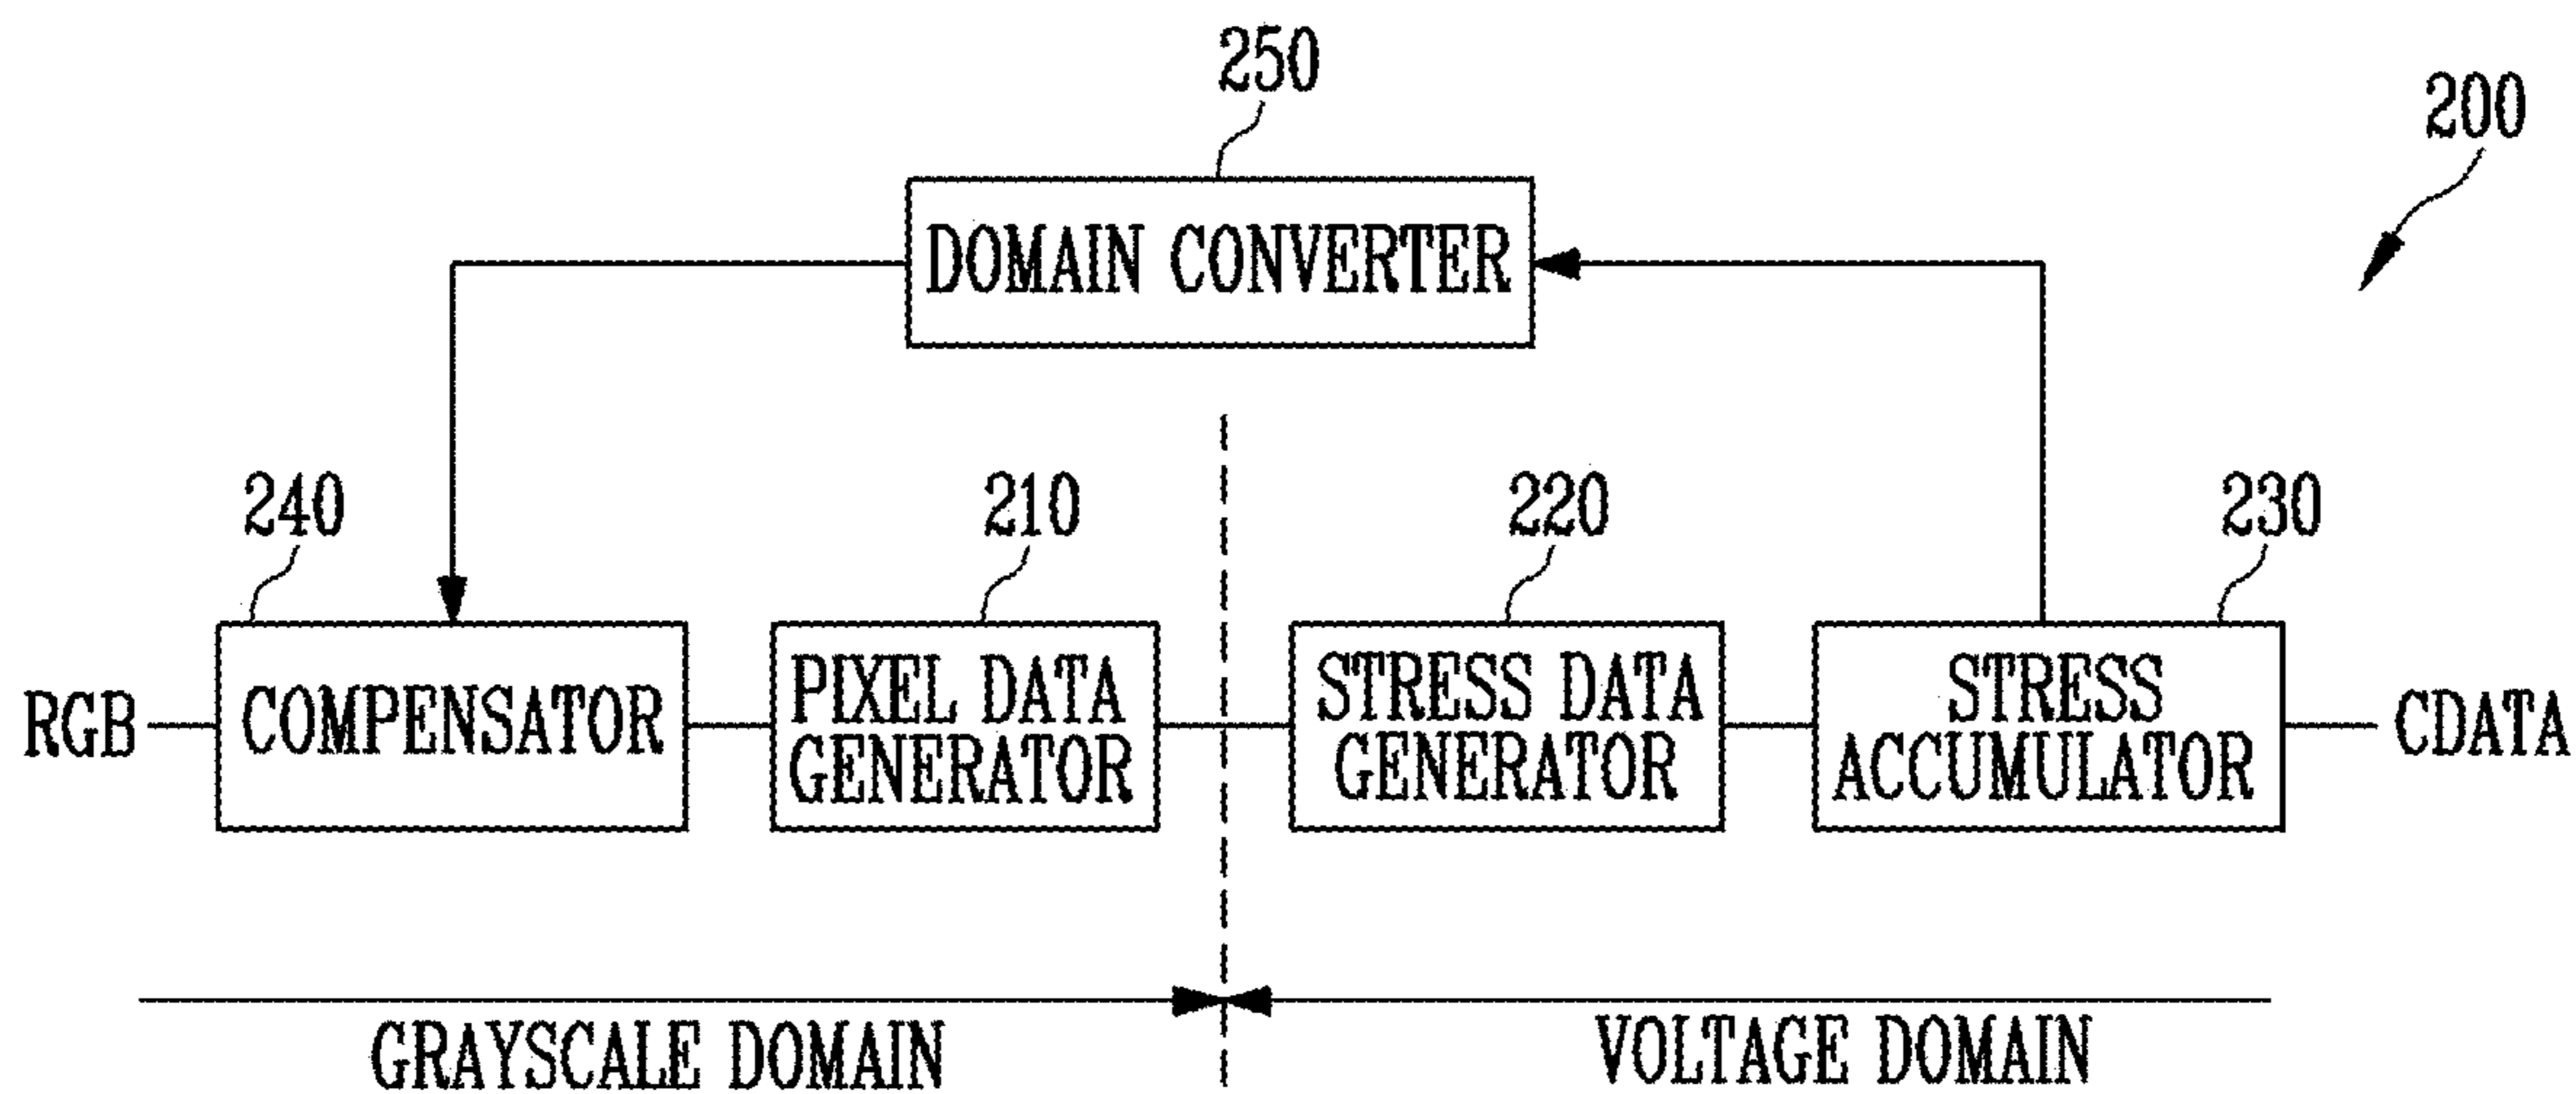 250
200
DOMAIN CONVERTER
240
210
220
230
RGB
COMPENSATOR
PIXEL DATA
GENERATOR
STRESS DATA
GENERATOR
STRESS
ACCUMULATOR
CDATA
GRAYSCALE DOMAIN
VOLTAGE DOMAIN